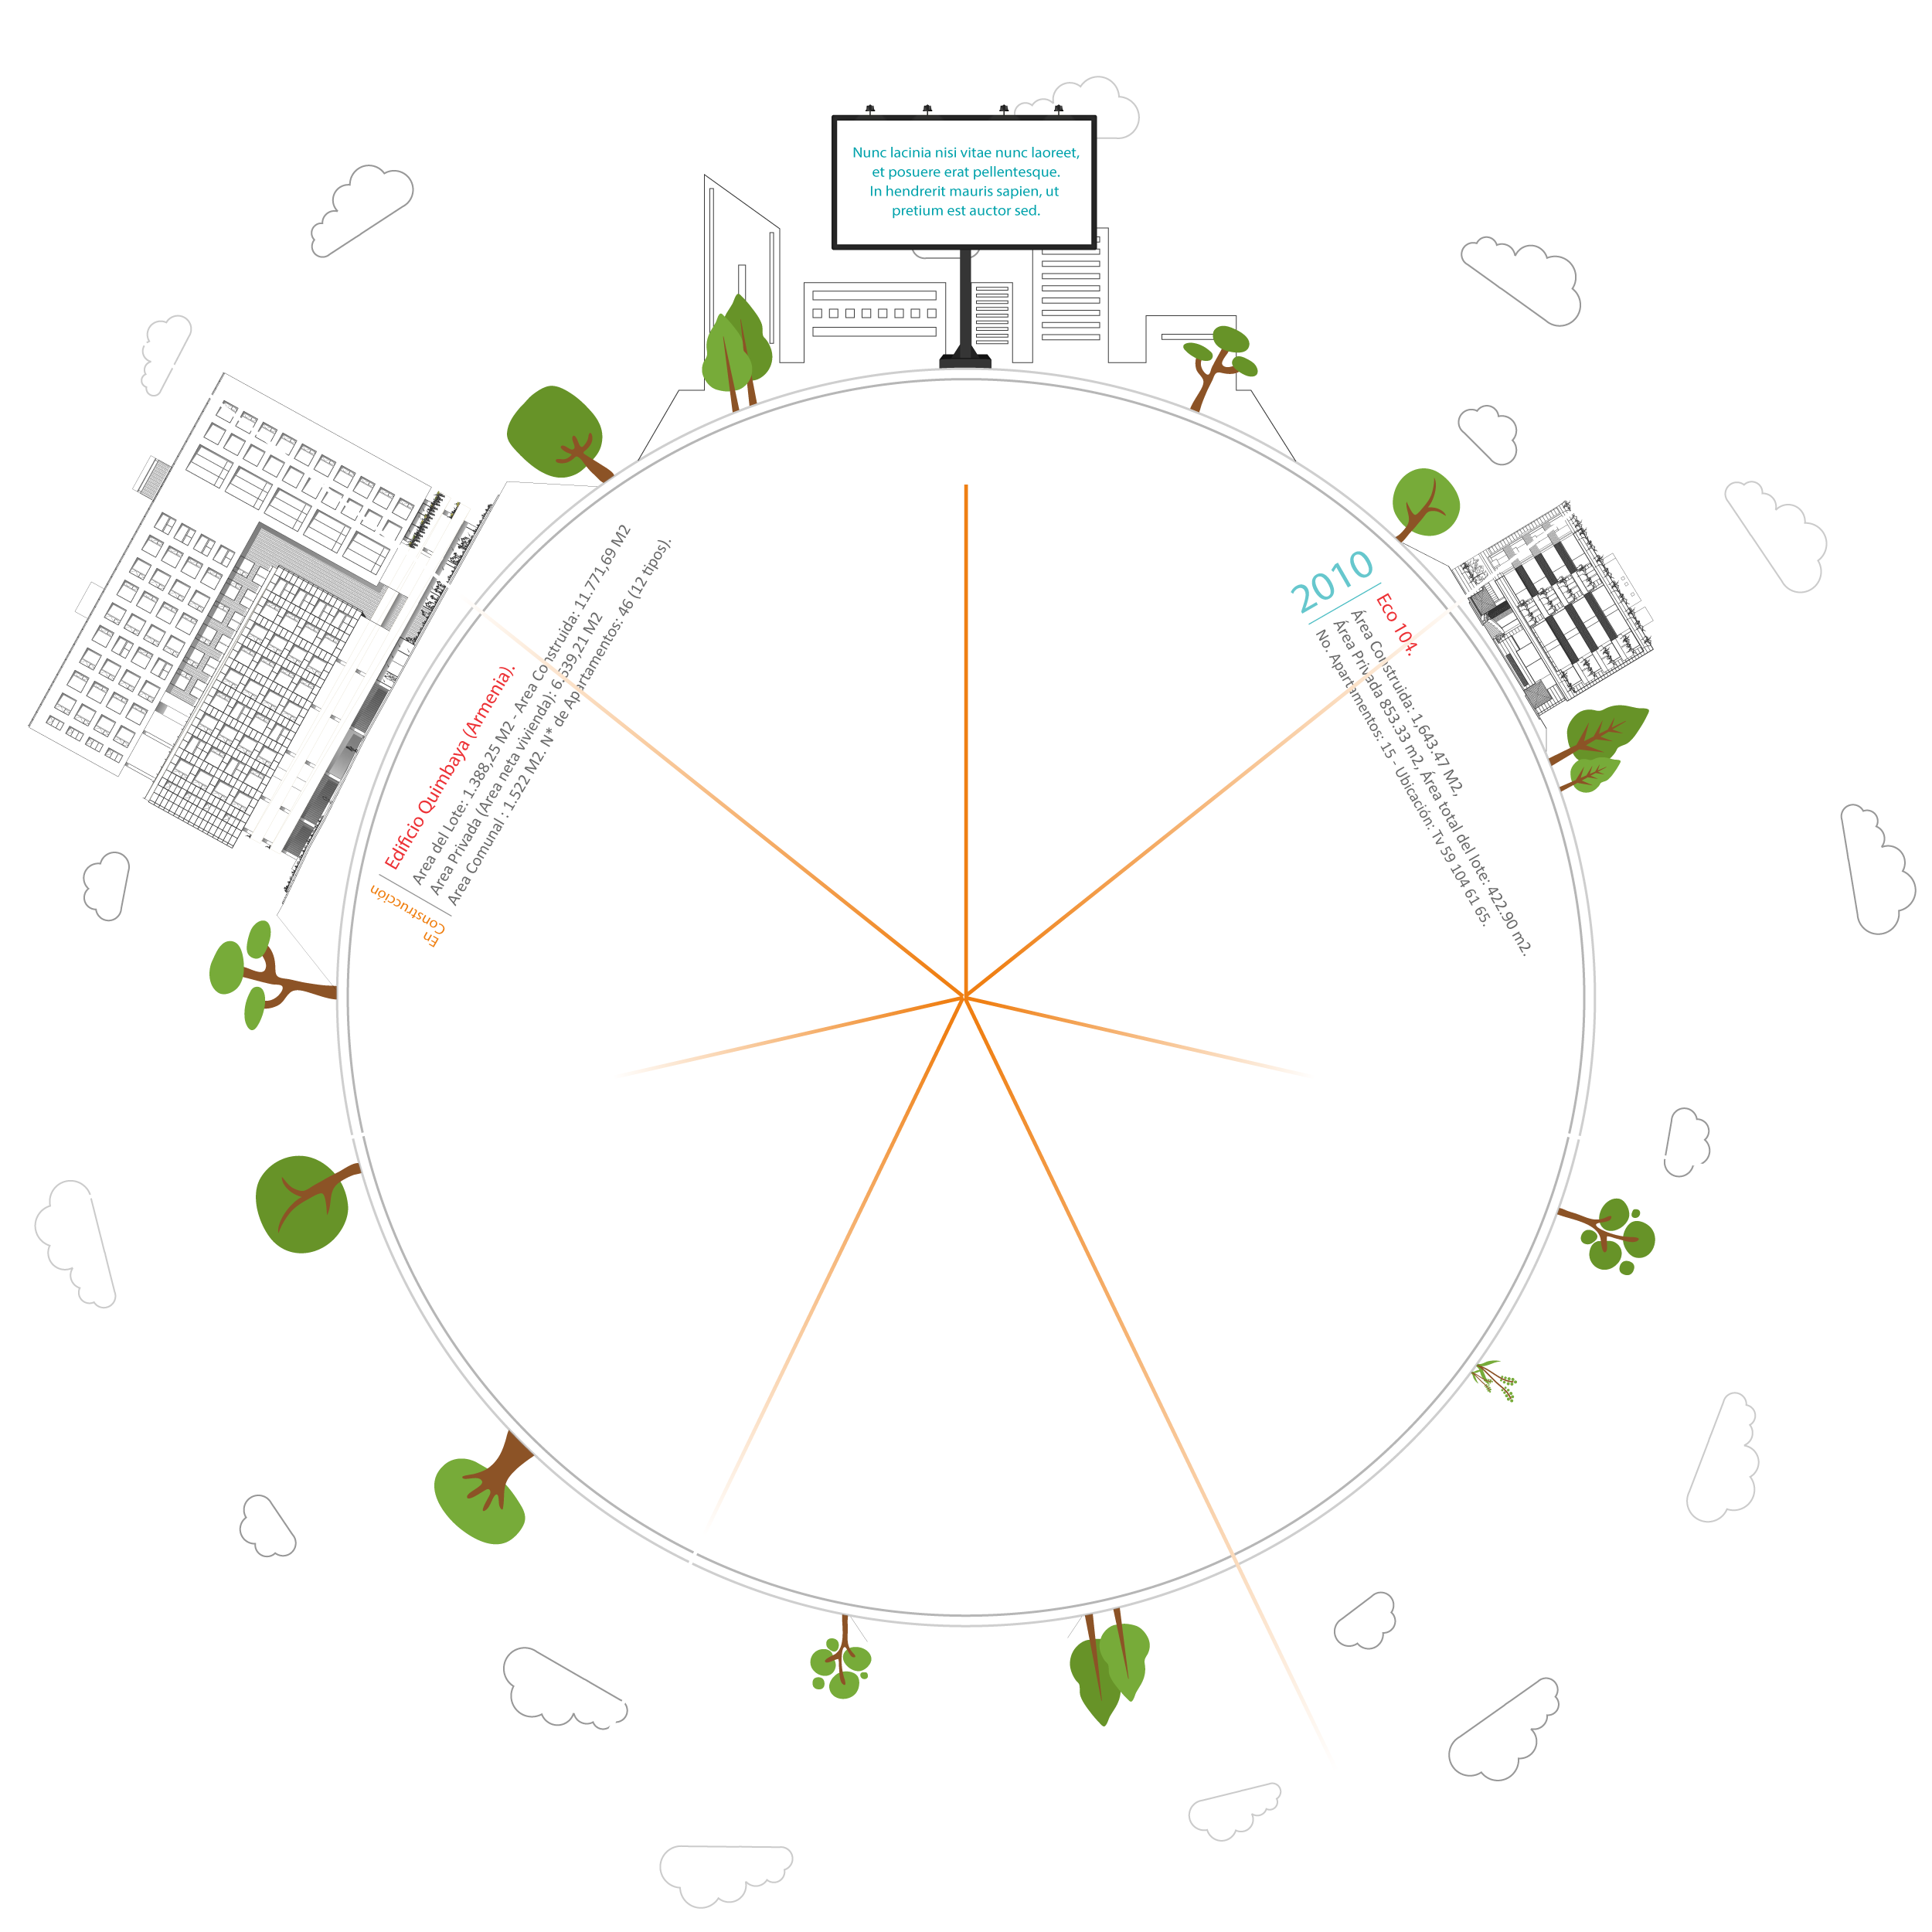 Nunc lacinia nisi vitae nunc laoreet,
et posuere erat pellentesque.
In hendrerit mauris sapien, ut
pretium est auctor sed.
Edificio Quimbaya (Armenia).
Area del Lote: 1.388,25 M2 - Area Construida: 11.771,69 M2
Area Privada (Area neta vivienda): 6.539,21 M2
Area Comunal : 1.522 M2. N* de Apartamentos: 46 (12 tipos).
En
Construcción
2010
Eco 104.
Área Construida: 1,643.47 M2,
Área Privada 853.33 m2, Área total del lote: 422.90 m2.
No. Apartamentos: 15 - Ubicación: Tv 59 104 61 65.